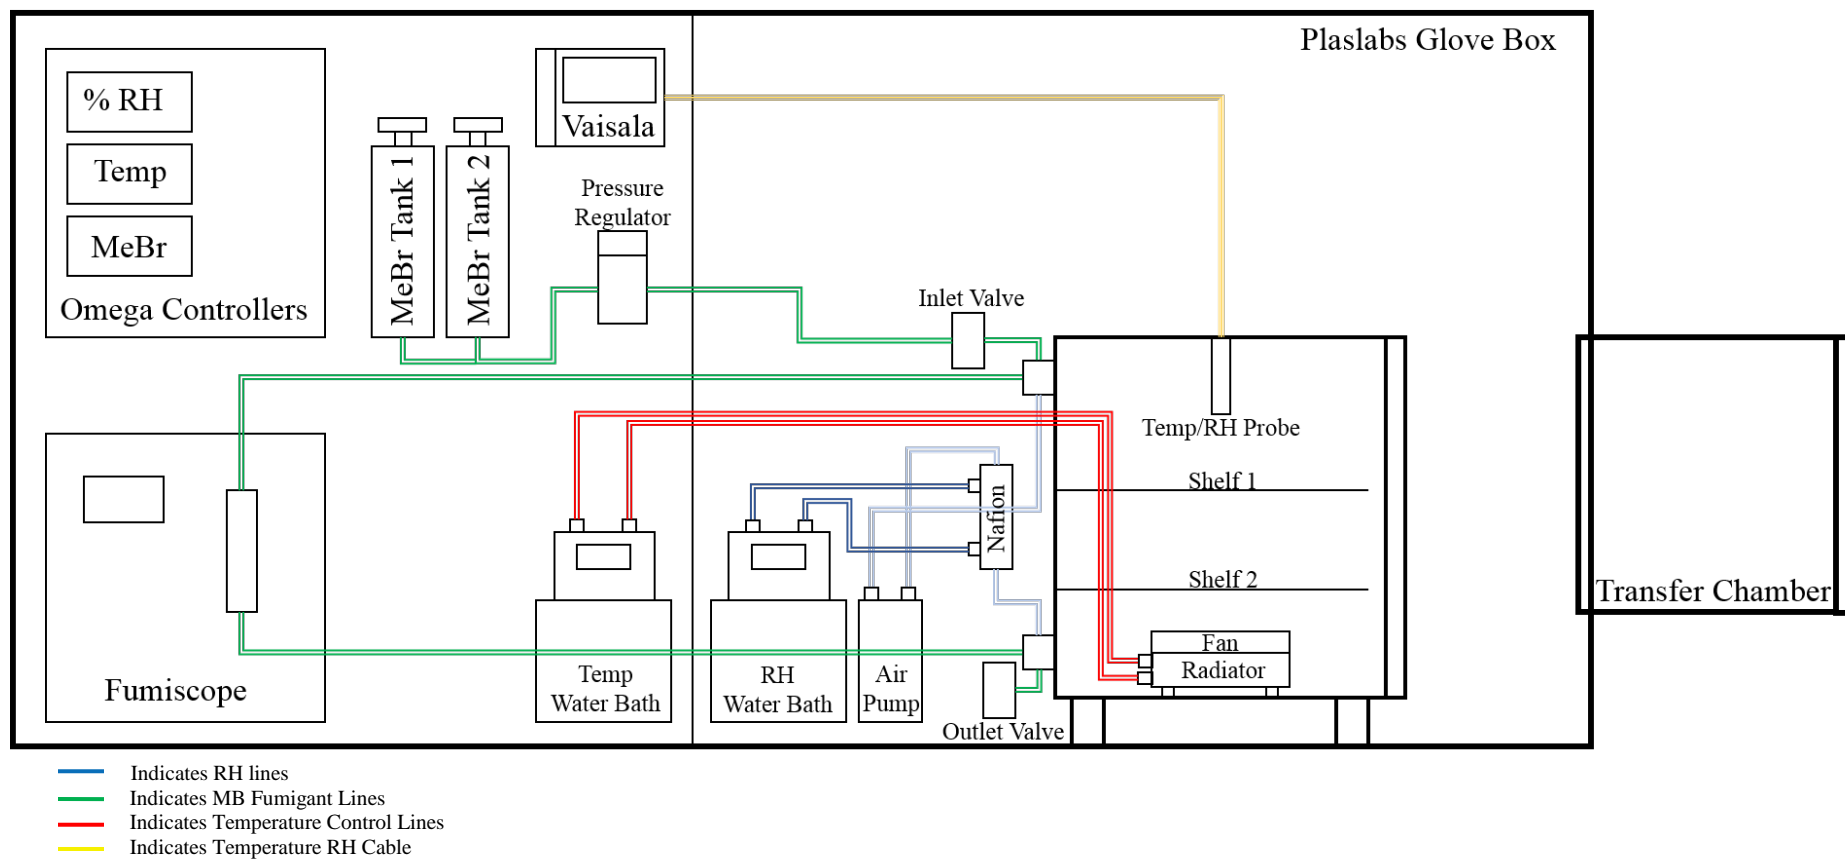 Plaslabs Glove Box
% RH
Temp
MeBr
Omega Controllers
MeBr Tank 1
MeBr Tank 2
Vaisala
Pressure
Regulator
Inlet Valve
Temp/RH Probe
Shelf 1
Nafion
Shelf 2
Transfer Chamber
Fan
Radiator
Fumiscope
Temp
Water Bath
RH
Water Bath
Air
Pump
Outlet Valve
Indicates RH lines
Indicates MB Fumigant Lines
Indicates Temperature Control Lines
Indicates Temperature RH Cable